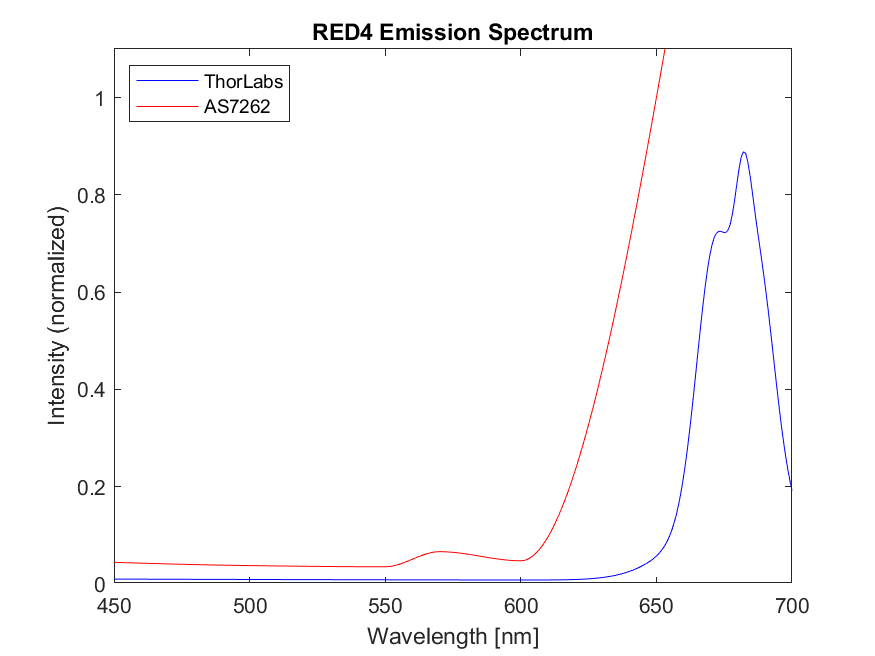 RED4 Emission Spectrum
ThorLabs
AS7262
Intensity (normalized)
1
0.8
0.6
0.4
0.2
0
450 500 550 600 650 700
Wavelength [nm]